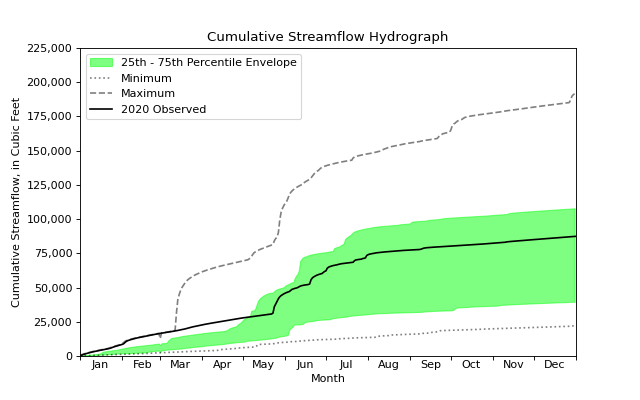 Cumulative Streamflow Hydrograph
225,000
200,000
175,000
150,000
125,000
100,000
75,000
50,000
25,000
0
Cumulative Streamflow, in Cubic Feet
25th - 75th Percentile Envelope
Minimum
Maximum
2020 Observed
Jan Feb Mar Apr May Jun Jul Aug Sep Oct Nov Dec
Month